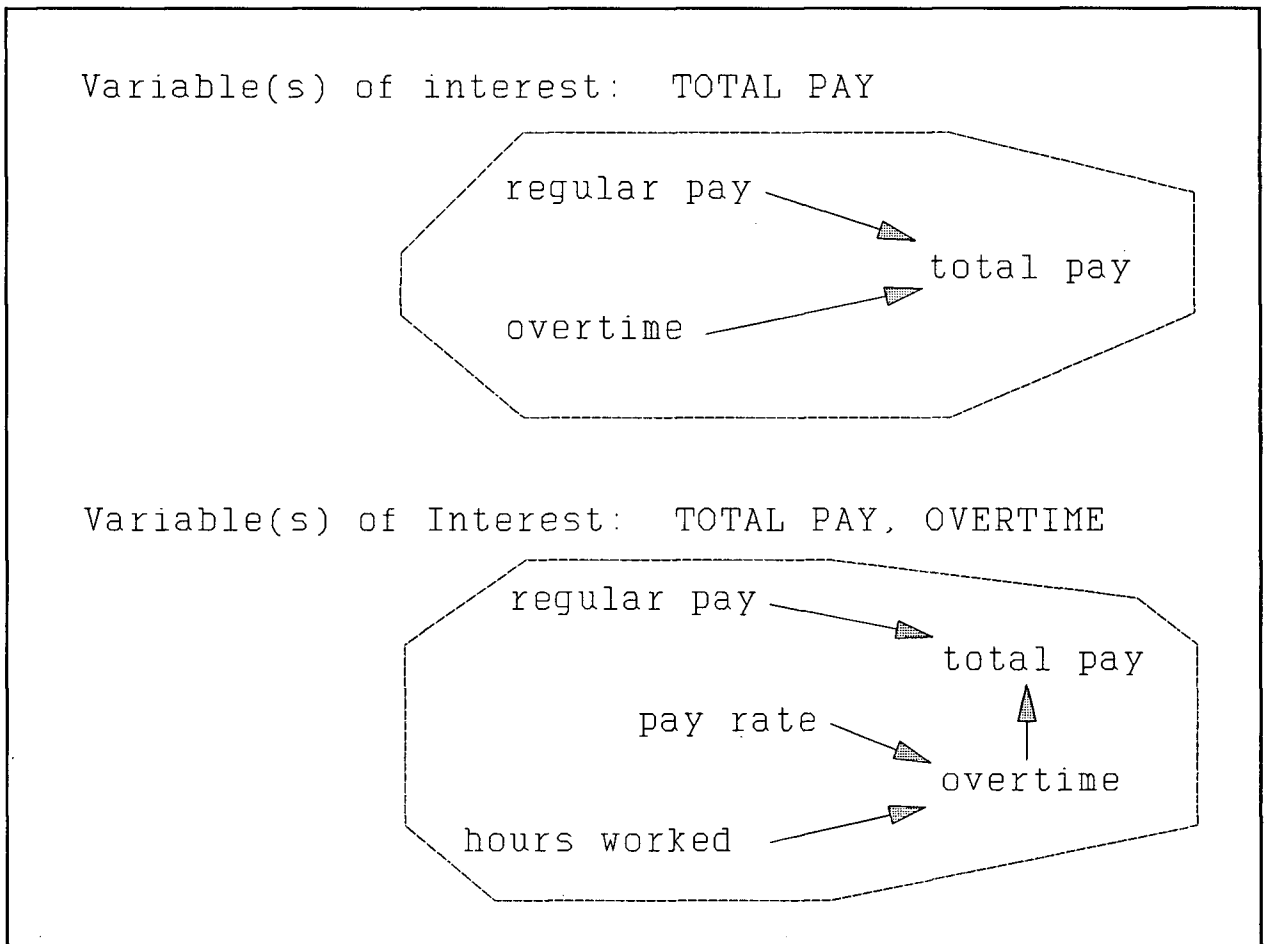 Variable(s) of interest: TOTAL PAY
regular pay
total pay
overtime
Variable(s) of Interest: TOTAL PAY, OVERTIME
regular pay
total pay
pay rate
overtime
hours worked